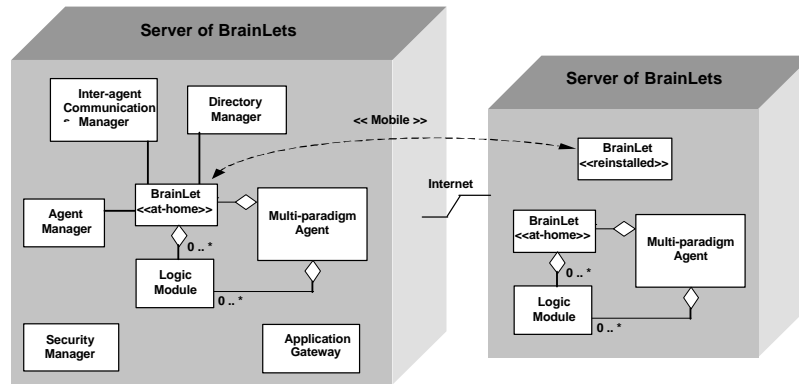 Server of BrainLets
Inter-agent
Communication
Manager
Directory
Manager
<< Mobile >>
BrainLet
<<at-home>>
Agent
Manager
Multi-paradigm
Agent
0 .. *
Logic
Module
0 .. *
Security
Manager
Application
Gateway
Internet
Server of BrainLets
BrainLet
<<reinstalled>>
BrainLet
<<at-home>>
Multi-paradigm
Agent
0 .. *
Logic
Module
0 .. *